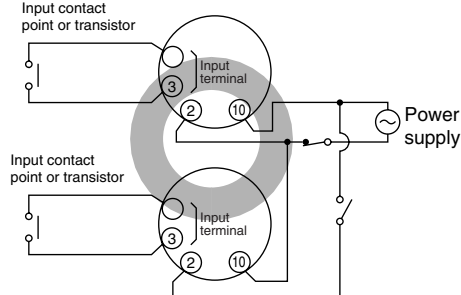 Input contact
point or transistor
Input
terminal
3
2
10
Power
supply
Input contact
point or transistor
Input
terminal
3
2
10